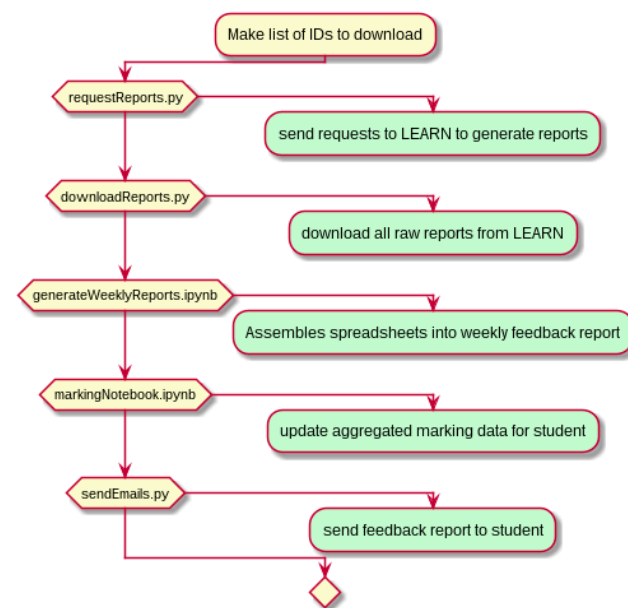 Make list of IDs to download
requestReports.py
send requests to LEARN to generate reports
downloadReports.py
download all raw reports from LEARN
generateWeeklyReports.ipynb
Assembles spreadsheets into weekly feedback report
markingNotebook.ipynb
update aggregated marking data for student
sendEmails.py
send feedback report to student